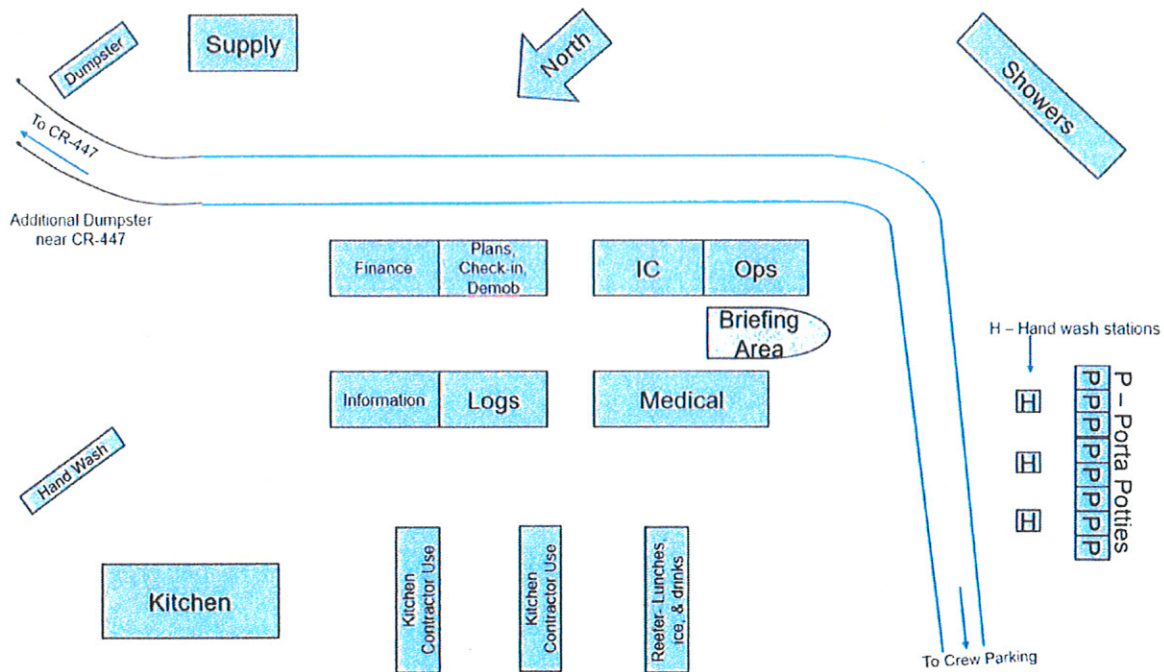 Dumpster
Supply
North
Showers
To CR-447
Additional Dumpster
near CR-447
Finance
Plans,
Check-in,
Demob
IC
Ops
Briefing
Area
H – Hand wash stations
Information
Logs
Medical
H
H
H
P
P
P
P
P
P
P
P
P – Porta Potties
Hand Wash
Kitchen
Kitchen
Contractor Use
Kitchen
Contractor Use
Reefer- Lunches,
ice, & drinks
To Crew Parking